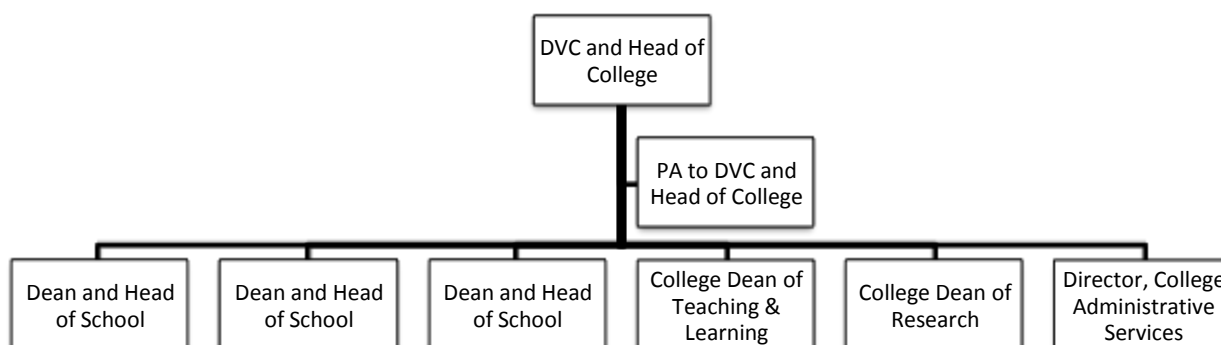 DVC and Head of
College
PA to DVC and
Head of College
Dean and Head
of School
Dean and Head
of School
Dean and Head
of School
College Dean of
Teaching &
Learning
College Dean of
Research
Director, College
Administrative
Services